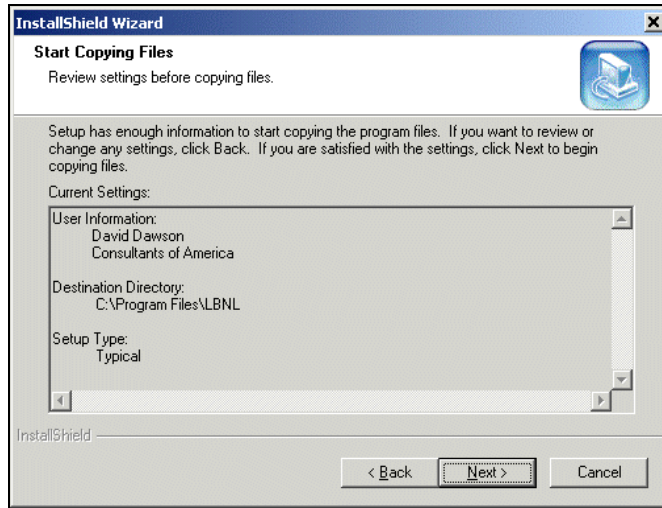 InstallShield Wizard
Start Copying Files
Review settings before copying files.
Setup has enough information to start copying the program files. If you want to review or
change any settings, click Back. If you are satisfied with the settings, click Next to begin
copying files.
Current Settings:
User Information:
David Dawson
Consultants of America
Destination Directory:
C:\Program Files\LBNL
Setup Type:
Typical
InstallShield
< Back
Next >
Cancel